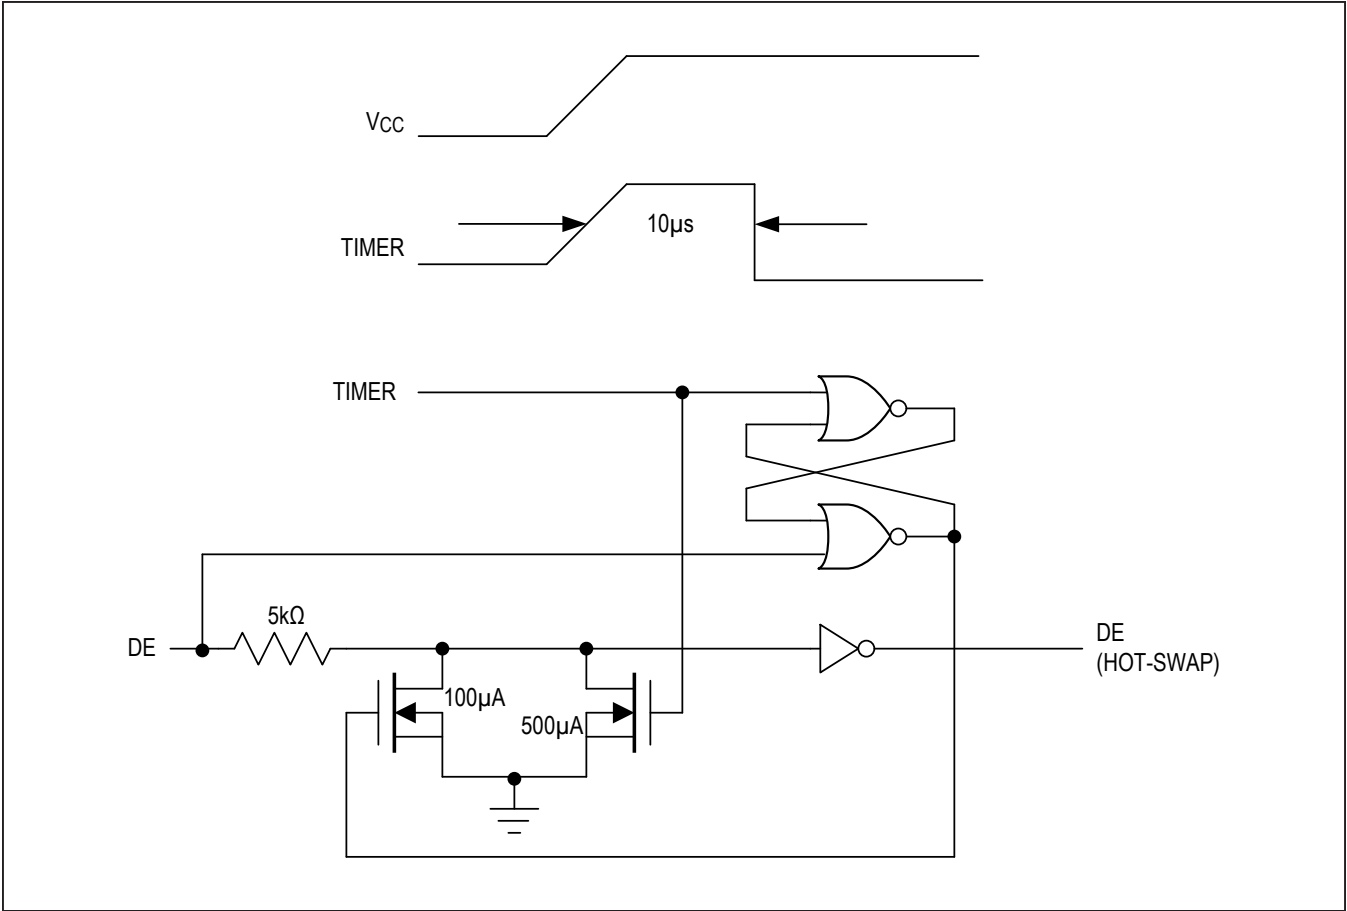 VCC
10µs
TIMER
TIMER
5kΩ
DE
DE
(HOT-SWAP)
100µA
500µA